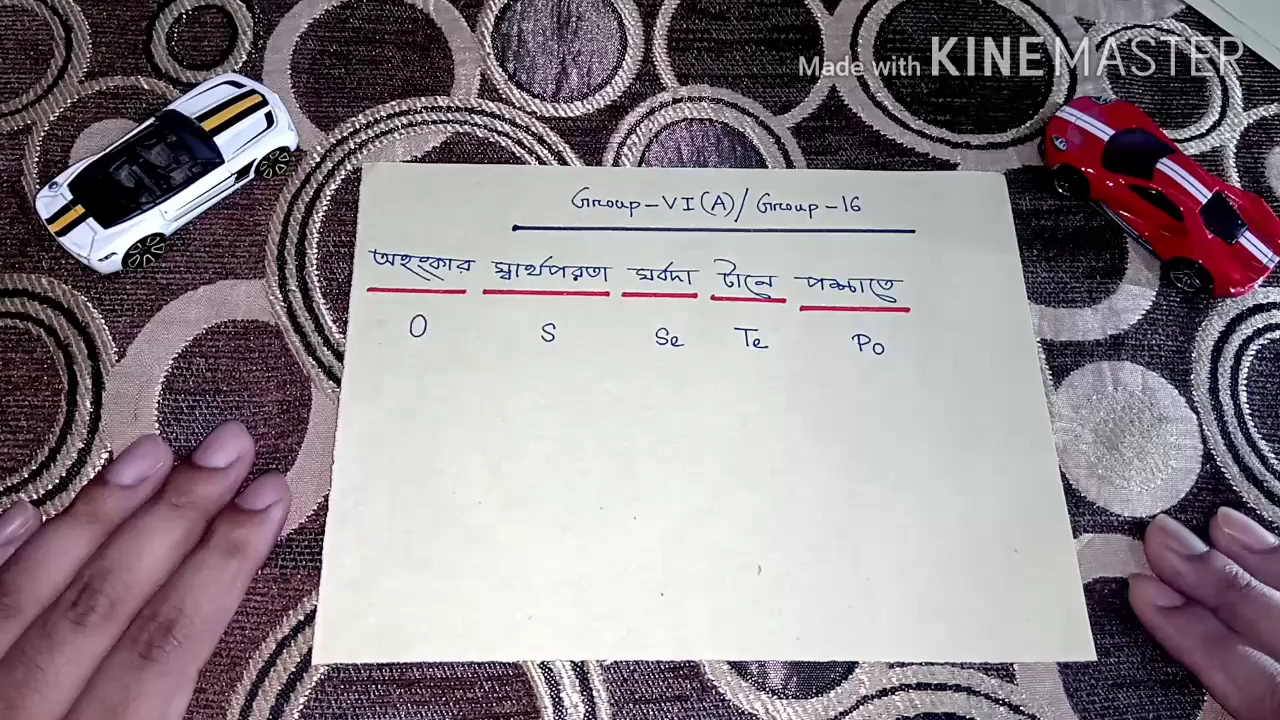 Made with KINEMASTER
Group-VI(A)/Group-16
অহংকার স্বার্থপরতা সর্বদা টানে পশ্চাতে
O S Se Te Po